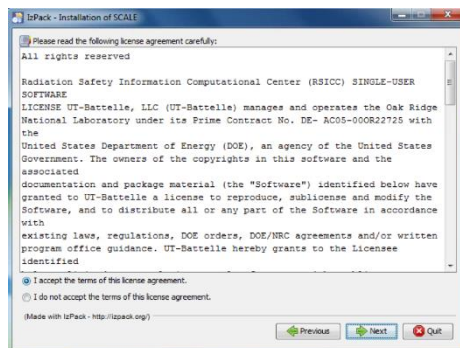 IzPack - Installation of SCALE
Please read the following license agreement carefully:
All rights reserved
Radiation Safety Information Computational Center (RSICC) SINGLE-USER
SOFTWARE
LICENSE UT-Battelle, LLC (UT-Battelle) manages and operates the Oak Ridge
National Laboratory under its Prime Contract No. DE- AC05-00OR22725 with
the
United States Department of Energy (DOE), an agency of the United States
Government. The owners of the copyrights in this software and the
associated
documentation and package material (the "Software") identified below have
granted to UT-Battelle a license to reproduce, sublicense and modify the
Software, and to distribute all or any part of the Software in accordance
with
existing laws, regulations, DOE orders, DOE/NRC agreements and/or written
program office guidance. UT-Battelle hereby grants to the Licensee
identified
I accept the terms of this license agreement.
I do not accept the terms of this license agreement.
(Made with IzPack - http://izpack.org/)
Previous
Next
Quit